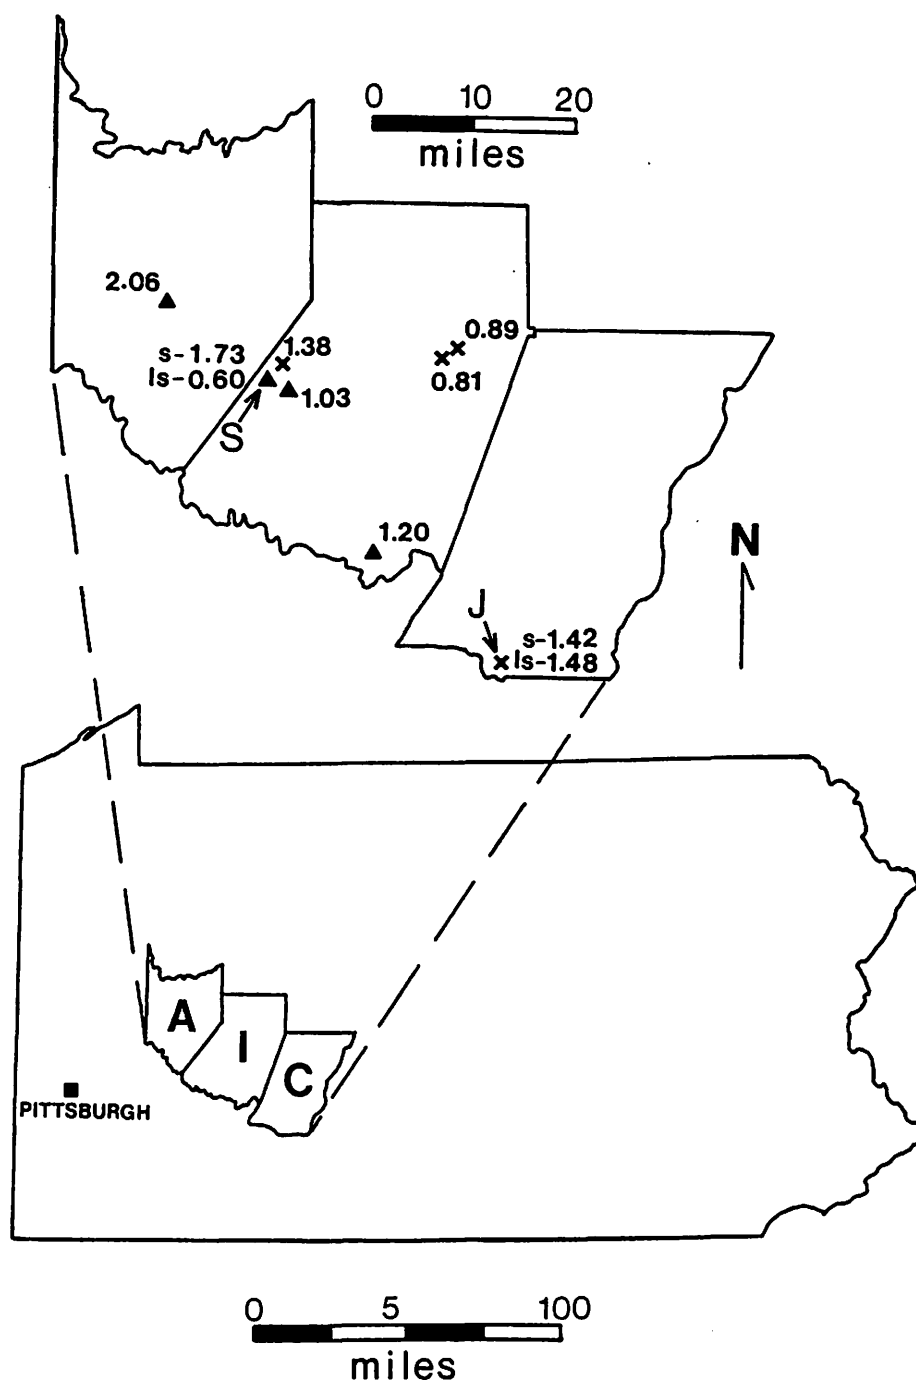 0 10 20
miles
2.06
s-1.73
1.38
ls-0.60
1.03
S
0.89
0.81
1.20
N
J
s-1.42
ls-1.48
A
I
C
PITTSBURGH
0 5 100
miles